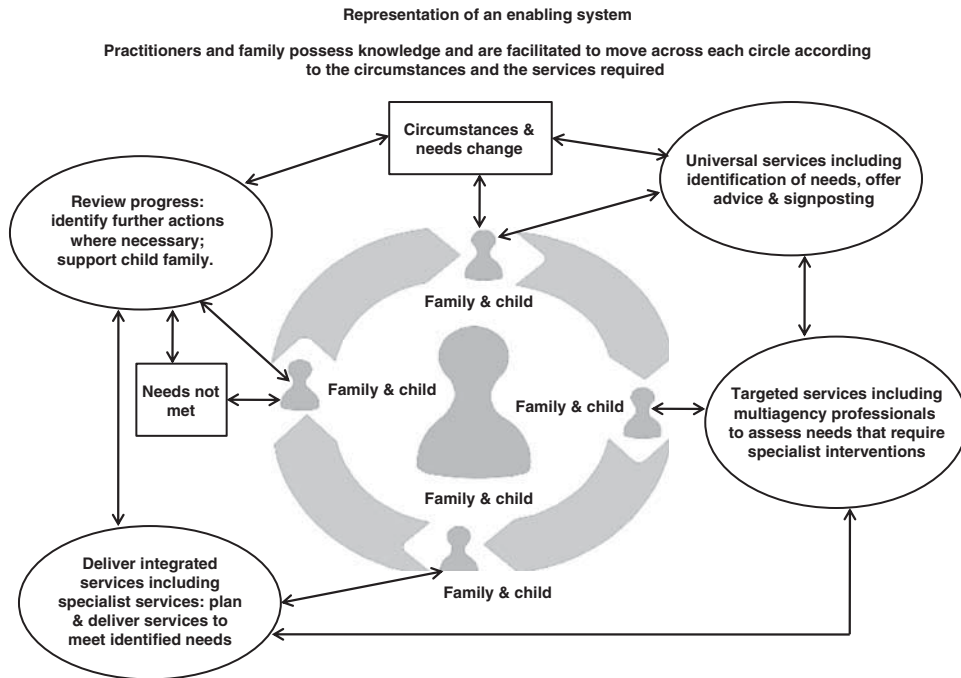 Representation of an enabling system
Practitioners and family possess knowledge and are facilitated to move across each circle according
to the circumstances and the services required
Circumstances &
needs change
Universal services including
identification of needs, offer
advice & signposting
Review progress:
identify further actions
where necessary;
support child family.
Family & child
Needs not
met
Family & child
Family & child
Targeted services including
multiagency professionals
to assess needs that require
specialist interventions
Family & child
Deliver integrated
services including
specialist services: plan
& deliver services to
meet identified needs
Family & child